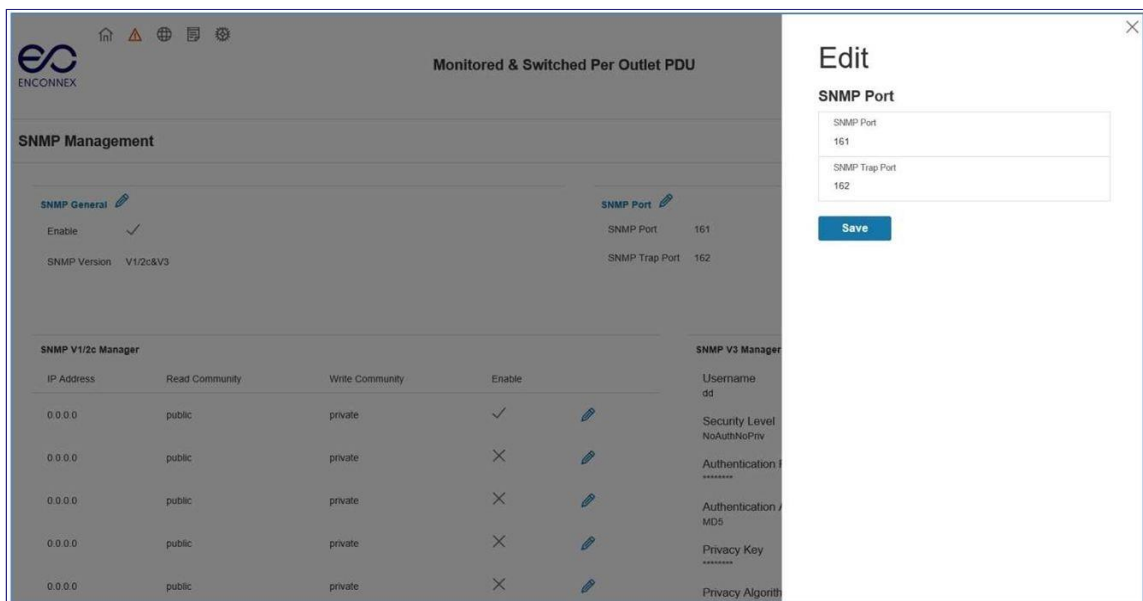 ENCONNEX
Monitored & Switched Per Outlet PDU
SNMP Management
SNMP General
Enable
SNMP Version V1/2c&V3
SNMP Port
SNMP Port 161
SNMP Trap Port 162
SNMP V1/2c Manager
IP Address Read Community Write Community Enable
0.0.0.0 public private
0.0.0.0 public private
0.0.0.0 public private
0.0.0.0 public private
0.0.0.0 public private
SNMP V3 Manager
Username
dd
Security Level
NoAuthNoPriv
Authentication
********
Authentication
MD5
Privacy Key
********
Privacy
Edit
SNMP Port
SNMP Port
161
SNMP Trap Port
162
Save